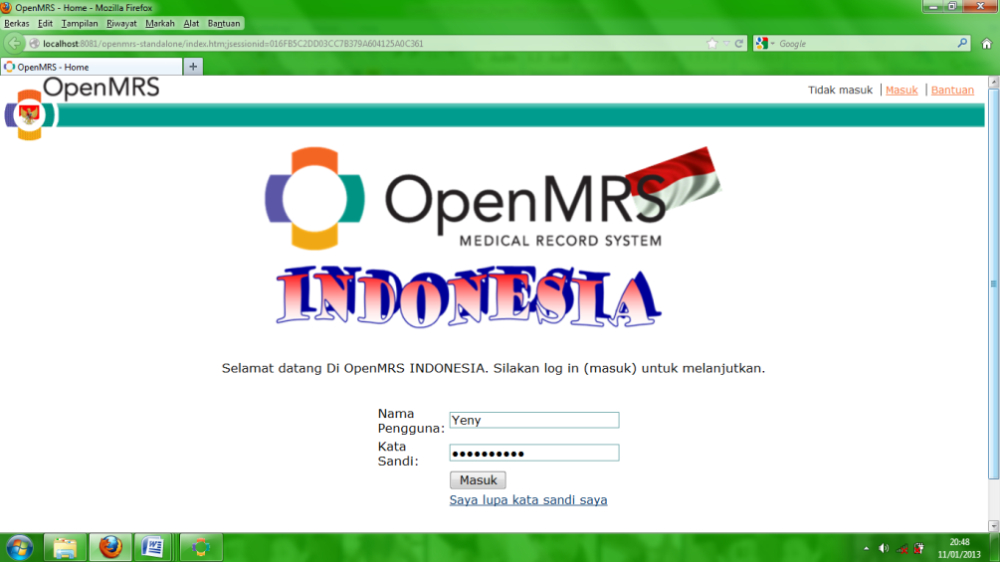 OpenMRS - Home - Mozilla Firefox
Berkas Edit Tampilan Riwayat Markah Alat Bantuan
localhost:8081/openmrs-standalone/index.htm;jsessionid=016FB5C2DD03CC7B379A604125A0C361
Google
OpenMRS - Home
OpenMRS
Tidak masuk | Masuk | Bantuan
OpenMRS
MEDICAL RECORD SYSTEM
INDONESIA
Selamat datang Di OpenMRS INDONESIA. Silakan log in (masuk) untuk melanjutkan.
Nama Pengguna: Yeny
Kata Sandi: ••••••••••
Masuk
Saya lupa kata sandi saya
20:48
11/01/2013